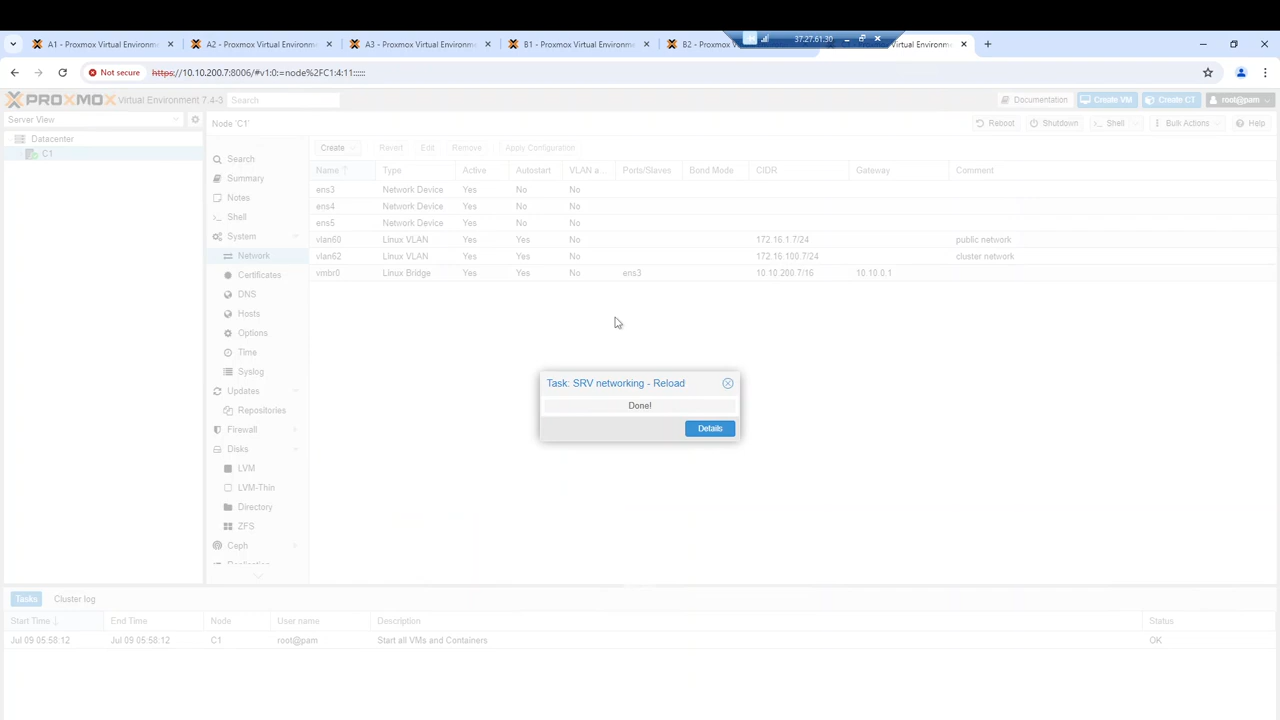 A1 - Proxmox Virtual Environm
A2 - Proxmox Virtual Environm
A3 - Proxmox Virtual Environm
B1 - Proxmox Virtual Environm
B2 - Proxmox Virtua
37.27.61.30
Virtual Environme
Not secure
https://10.10.200.7:8006/#v1:0:=node%2FC1:4:11::::::
PROXMOX Virtual Environment 7.4-3
Search
Documentation
Create VM
Create CT
root@pam
Server View
Node 'C1'
Reboot
Shutdown
Shell
Bulk Actions
Help
Datacenter
C1
Search
Summary
Notes
Shell
System
Network
Certificates
DNS
Hosts
Options
Time
Syslog
Updates
Repositories
Firewall
Disks
LVM
LVM-Thin
Directory
ZFS
Ceph
Replication
Create
Revert
Edit
Remove
Apply Configuration
Name Type Active Autostart VLAN a... Ports/Slaves Bond Mode CIDR Gateway Comment
ens3 Network Device Yes No No
ens4 Network Device Yes No No
ens5 Network Device Yes No No
vlan60 Linux VLAN Yes Yes No 172.16.1.7/24 public network
vlan62 Linux VLAN Yes Yes No 172.16.100.7/24 cluster network
vmbr0 Linux Bridge Yes Yes No ens3 10.10.200.7/16 10.10.0.1
Task: SRV networking - Reload
Done!
Details
Tasks
Cluster log
Start Time End Time Node User name Description Status
Jul 09 05:58:12 Jul 09 05:58:12 C1 root@pam Start all VMs and Containers OK